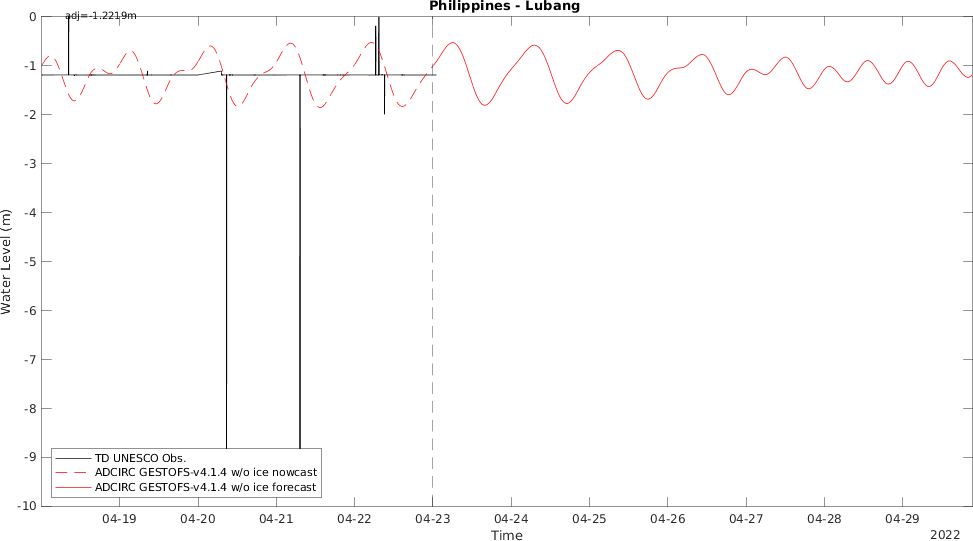 Philippines - Lubang
adj=-1.2219m
0
-1
-2
-3
-4
-5
-6
-7
-8
-9
-10
Water Level (m)
TD UNESCO Obs.
ADCIRC GESTOFS-v4.1.4 w/o ice nowcast
ADCIRC GESTOFS-v4.1.4 w/o ice forecast
04-19 04-20 04-21 04-22 04-23 04-24 04-25 04-26 04-27 04-28 04-29
Time
2022